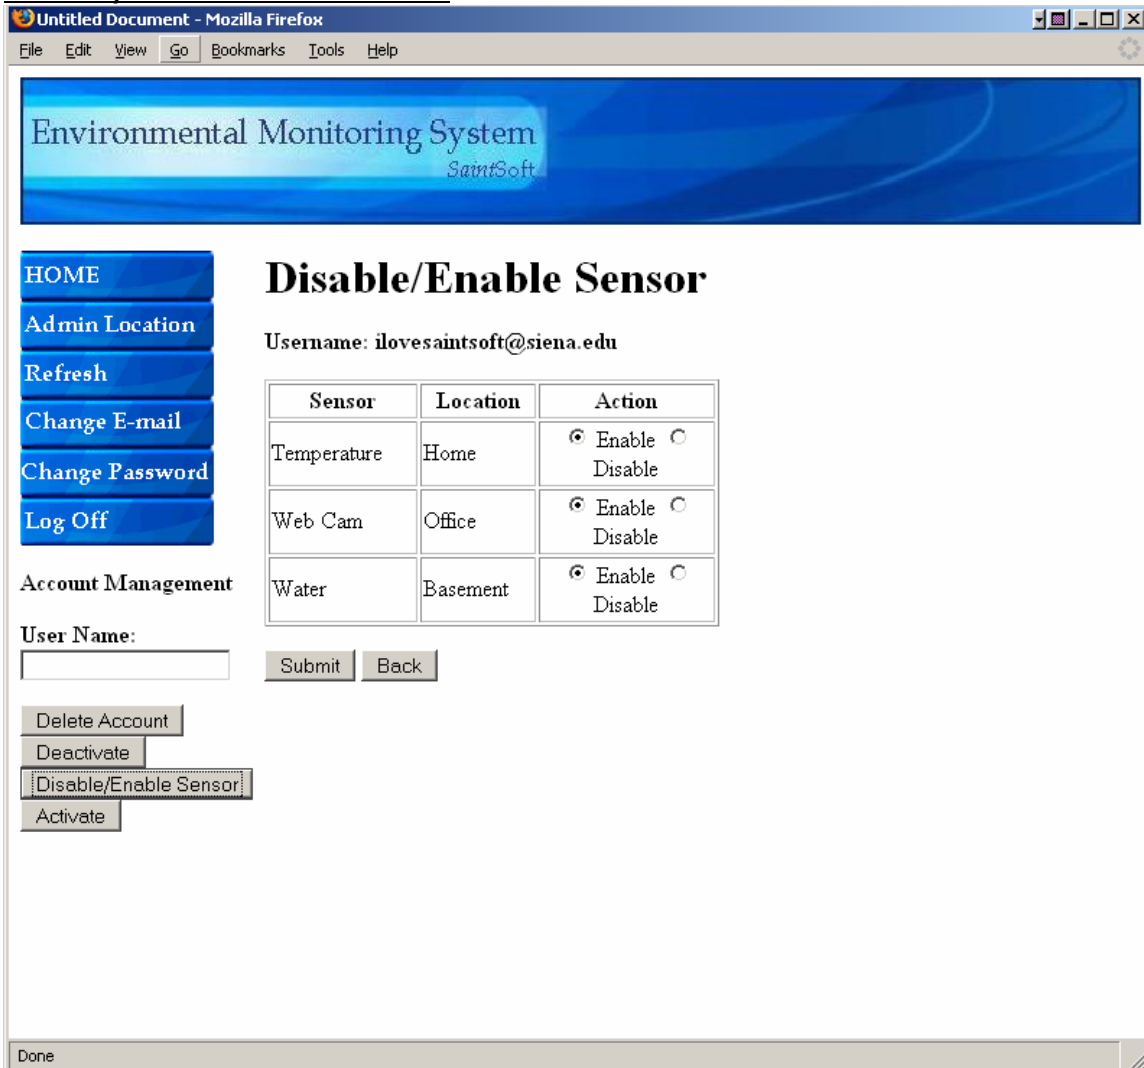 Untitled Document - Mozilla Firefox
File Edit View Go Bookmarks Tools Help
Environmental Monitoring System
SaintSoft
HOME
Admin Location
Refresh
Change E-mail
Change Password
Log Off
Account Management
User Name:
Delete Account
Deactivate
Disable/Enable Sensor
Activate
Disable/Enable Sensor
Username: ilovesaintsoft@siena.edu
Sensor Location Action
Temperature Home Enable
Disable
Web Cam Office Enable
Disable
Water Basement Enable
Disable
Submit Back
Done